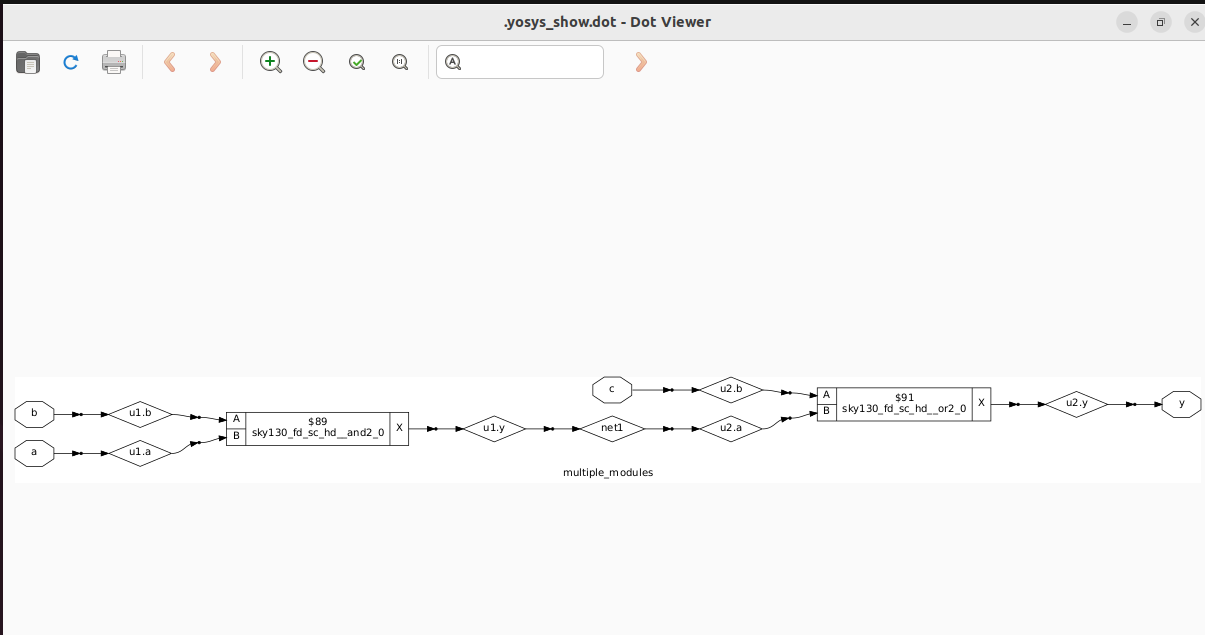 .yosys_show.dot - Dot Viewer
A
b
u1.b
a
u1.a
A
B
$89
sky130_fd_sc_hd__and2_0
X
u1.y
net1
c
u2.b
u2.a
A
B
$91
sky130_fd_sc_hd__or2_0
X
u2.y
y
multiple_modules